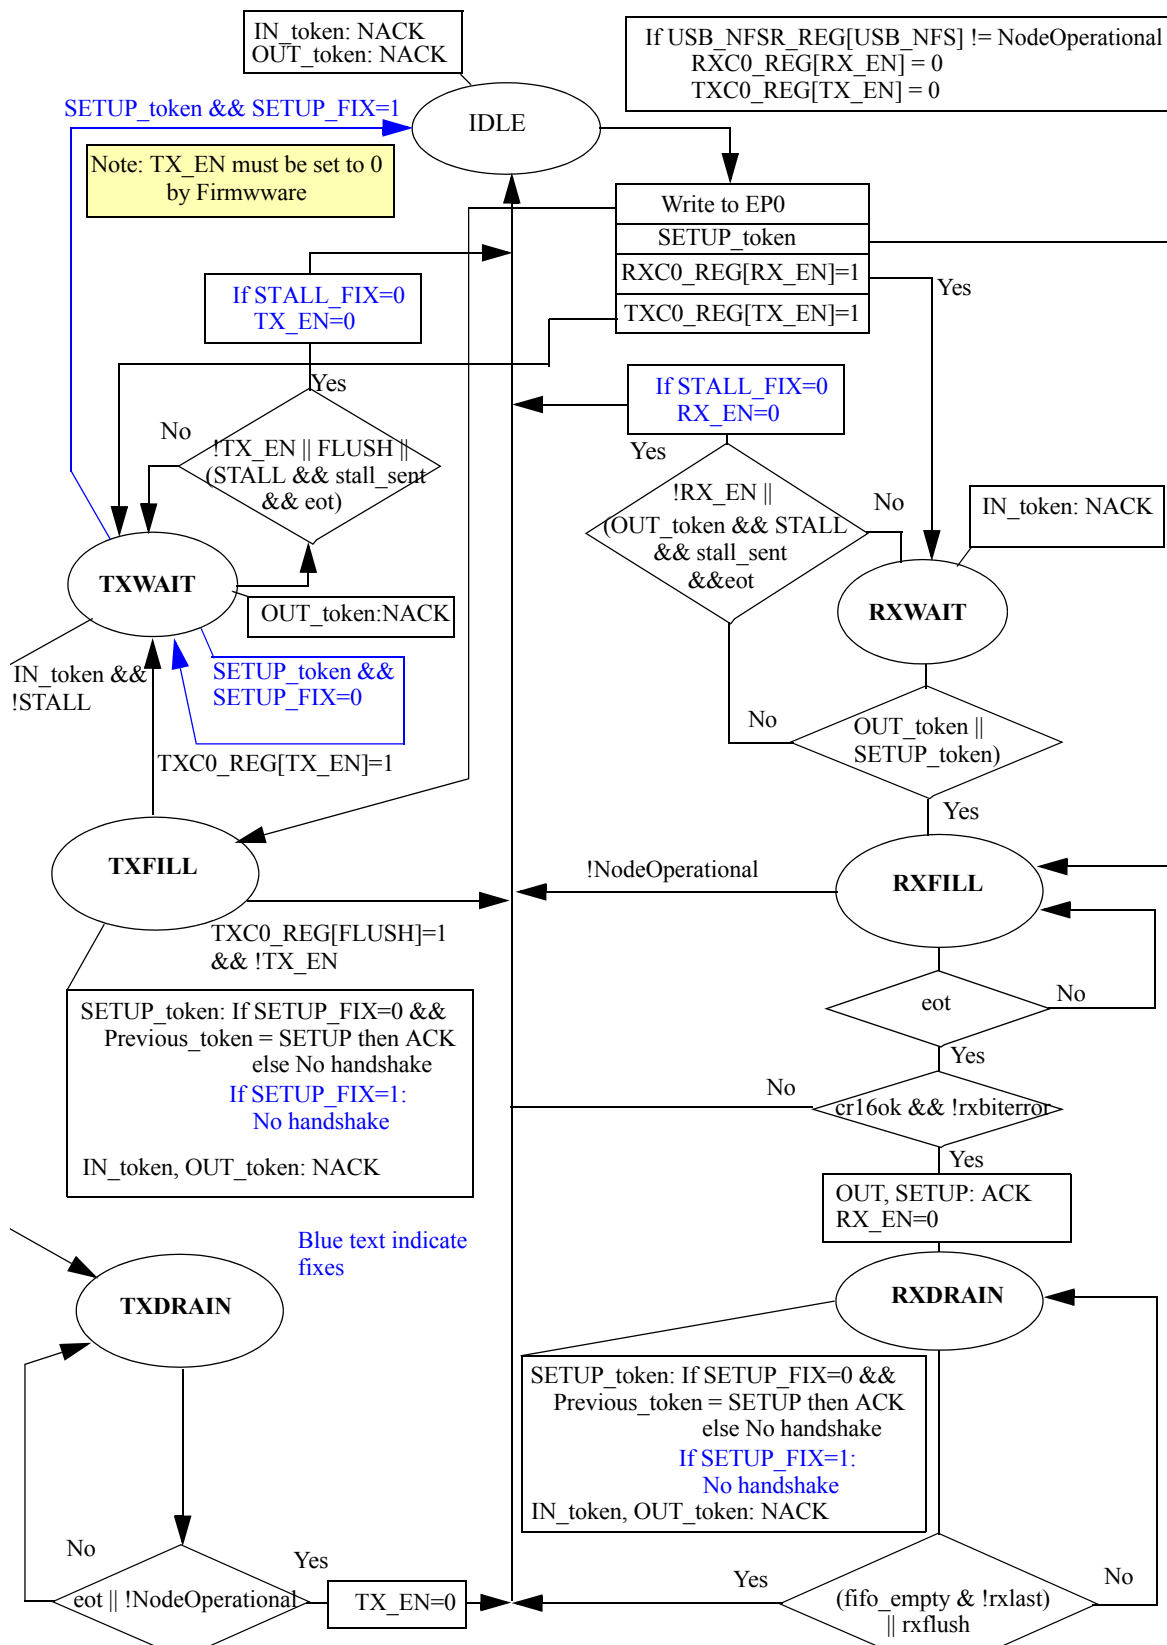 IN_token: NACK
OUT_token: NACK
If USB_NFSR_REG[USB_NFS] != NodeOperational
RXC0_REG[RX_EN] = 0
TXC0_REG[TX_EN] = 0
SETUP_token && SETUP_FIX=1
IDLE
Note: TX_EN must be set to 0
by Firmwware
Write to EP0
SETUP_token
RXC0_REG[RX_EN]=1
TXC0_REG[TX_EN]=1
Yes
If STALL_FIX=0
TX_EN=0
Yes
No
!TX_EN || FLUSH ||
(STALL && stall_sent
&& eot)
If STALL_FIX=0
RX_EN=0
Yes
!RX_EN ||
(OUT_token && STALL
&& stall_sent
&&eot
No
IN_token: NACK
TXWAIT
OUT_token:NACK
RXWAIT
IN_token &&
!STALL
SETUP_token &&
SETUP_FIX=0
TXC0_REG[TX_EN]=1
No
OUT_token ||
SETUP_token)
Yes
TXFILL
!NodeOperational
RXFILL
TXC0_REG[FLUSH]=1
&& !TX_EN
eot
No
Yes
SETUP_token: If SETUP_FIX=0 &&
Previous_token = SETUP then ACK
else No handshake
If SETUP_FIX=1:
No handshake
IN_token, OUT_token: NACK
No
cr16ok && !rxbiterror
Yes
OUT, SETUP: ACK
RX_EN=0
Blue text indicate
fixes
TXDRAIN
RXDRAIN
SETUP_token: If SETUP_FIX=0 &&
Previous_token = SETUP then ACK
else No handshake
If SETUP_FIX=1:
No handshake
IN_token, OUT_token: NACK
No
eot || !NodeOperational
Yes
TX_EN=0
Yes
(fifo_empty & !rxlast)
|| rxflush
No